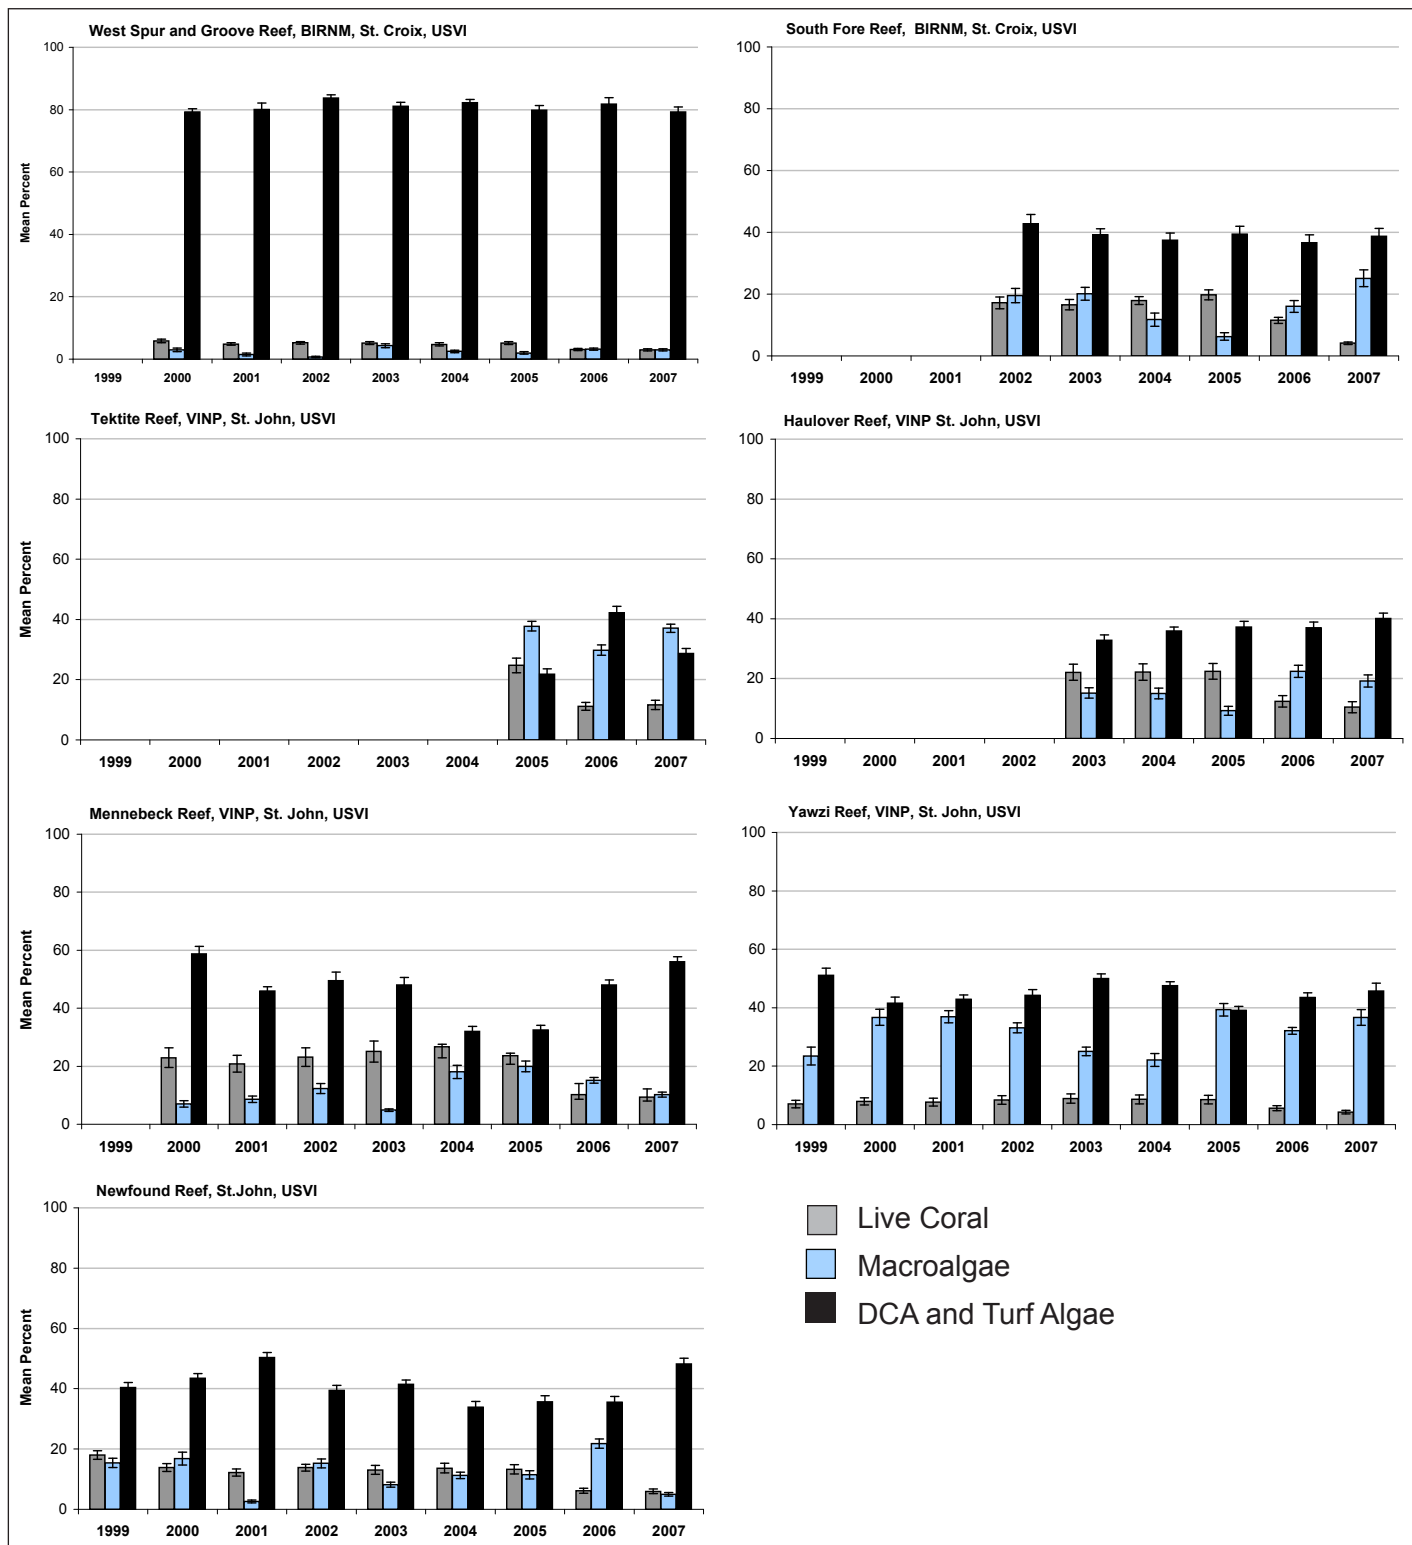 West Spur and Groove Reef, BIRNM, St. Croix, USVI
100
80
60
40
20
0
Mean Percent
1999 2000 2001 2002 2003 2004 2005 2006 2007
South Fore Reef, BIRNM, St. Croix, USVI
100
80
60
40
20
0
1999 2000 2001 2002 2003 2004 2005 2006 2007
Tektite Reef, VINP, St. John, USVI
100
80
60
40
20
0
Mean Percent
1999 2000 2001 2002 2003 2004 2005 2006 2007
Haulover Reef, VINP St. John, USVI
100
80
60
40
20
0
1999 2000 2001 2002 2003 2004 2005 2006 2007
Mennebeck Reef, VINP, St. John, USVI
100
80
60
40
20
0
Mean Percent
1999 2000 2001 2002 2003 2004 2005 2006 2007
Yawzi Reef, VINP, St. John, USVI
100
80
60
40
20
0
1999 2000 2001 2002 2003 2004 2005 2006 2007
Newfound Reef, St.John, USVI
100
80
60
40
20
0
Mean Percent
1999 2000 2001 2002 2003 2004 2005 2006 2007
Live Coral
Macroalgae
DCA and Turf Algae